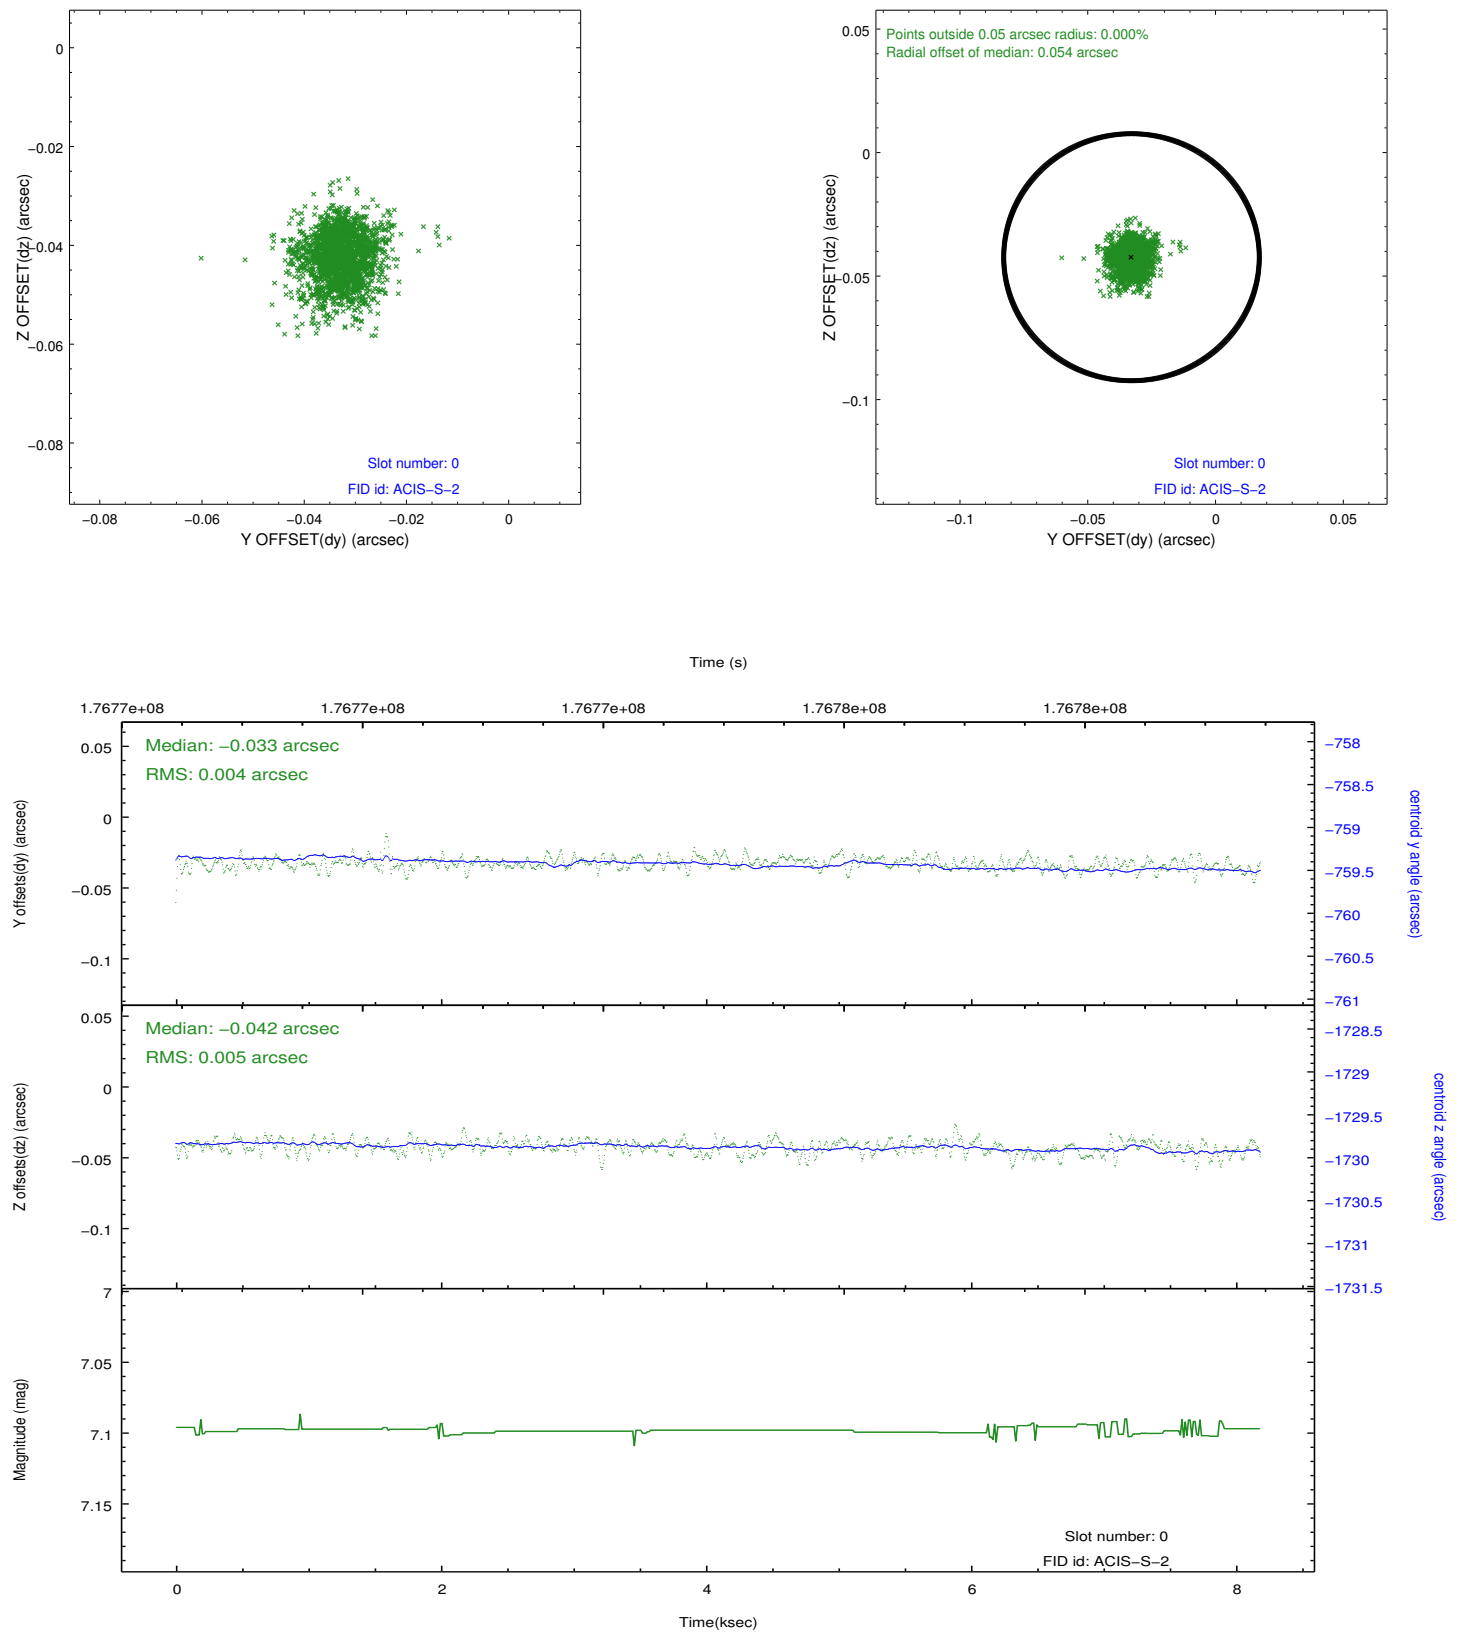 0
−0.02
−0.04
−0.06
−0.08
Z OFFSET(dz) (arcsec)
Slot number: 0
FID id: ACIS−S−2
−0.08 −0.06 −0.04 −0.02 0
Y OFFSET(dy) (arcsec)
Points outside 0.05 arcsec radius: 0.000%
Radial offset of median: 0.054 arcsec
0.05
0
−0.05
−0.1
Z OFFSET(dz) (arcsec)
Slot number: 0
FID id: ACIS−S−2
−0.1 −0.05 0 0.05
Y OFFSET(dy) (arcsec)
Time (s)
1.7677e+08 1.7677e+08 1.7677e+08 1.7678e+08 1.7678e+08
Median: −0.033 arcsec
RMS: 0.004 arcsec
0.05
0
−0.05
−0.1
Y offsets(dy) (arcsec)
−758
−758.5
−759
−759.5
−760
−760.5
−761
centroid y angle (arcsec)
Median: −0.042 arcsec
RMS: 0.005 arcsec
0.05
0
−0.05
−0.1
Z offsets(dz) (arcsec)
−1728.5
−1729
−1729.5
−1730
−1730.5
−1731
−1731.5
centroid z angle (arcsec)
7
7.05
7.1
7.15
Magnitude (mag)
Slot number: 0
FID id: ACIS−S−2
0 2 4 6 8
Time(ksec)